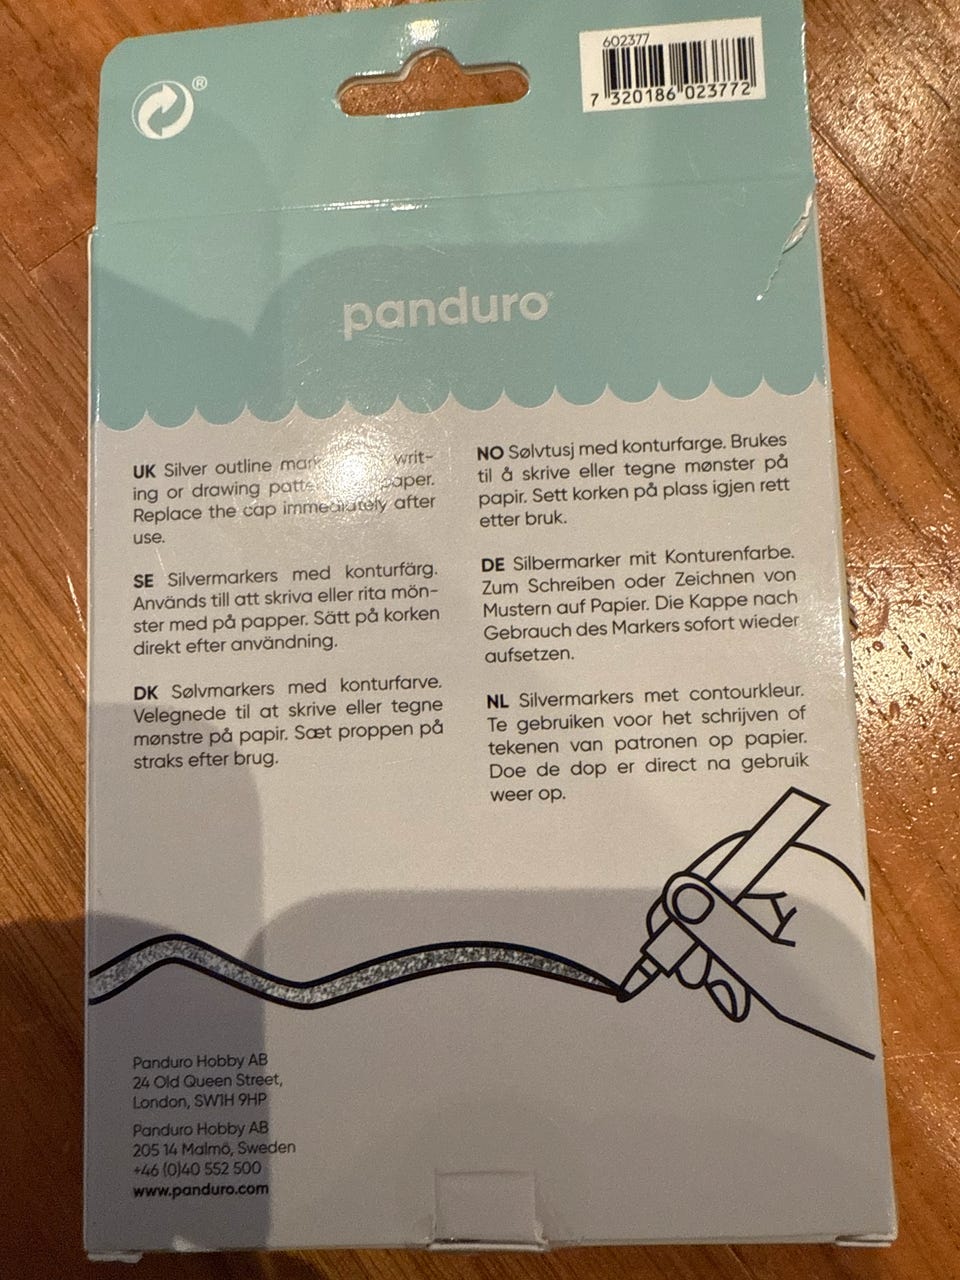 602377
7 320186 023772
®
panduro
UK Silver outline mark writ-
ing or drawing patte paper.
Replace the cap immediately after
use.
SE Silvermarkers med konturfärg.
Används till att skriva eller rita mön-
ster med på papper. Sätt på korken
direkt efter användning.
DK Sølvmarkers med konturfarve.
Velegnede til at skrive eller tegne
mønstre på papir. Sæt proppen på
straks efter brug.
NO Sølvtusj med konturfarge. Brukes
til å skrive eller tegne mønster på
papir. Sett korken på plass igjen rett
etter bruk.
DE Silbermarker mit Konturenfarbe.
Zum Schreiben oder Zeichnen von
Mustern auf Papier. Die Kappe nach
Gebrauch des Markers sofort wieder
aufsetzen.
NL Silvermarkers met contourkleur.
Te gebruiken voor het schrijven of
tekenen van patronen op papier.
Doe de dop er direct na gebruik
weer op.
Panduro Hobby AB
24 Old Queen Street,
London, SW1H 9HP
Panduro Hobby AB
205 14 Malmö, Sweden
+46 (0)40 552 500
www.panduro.com